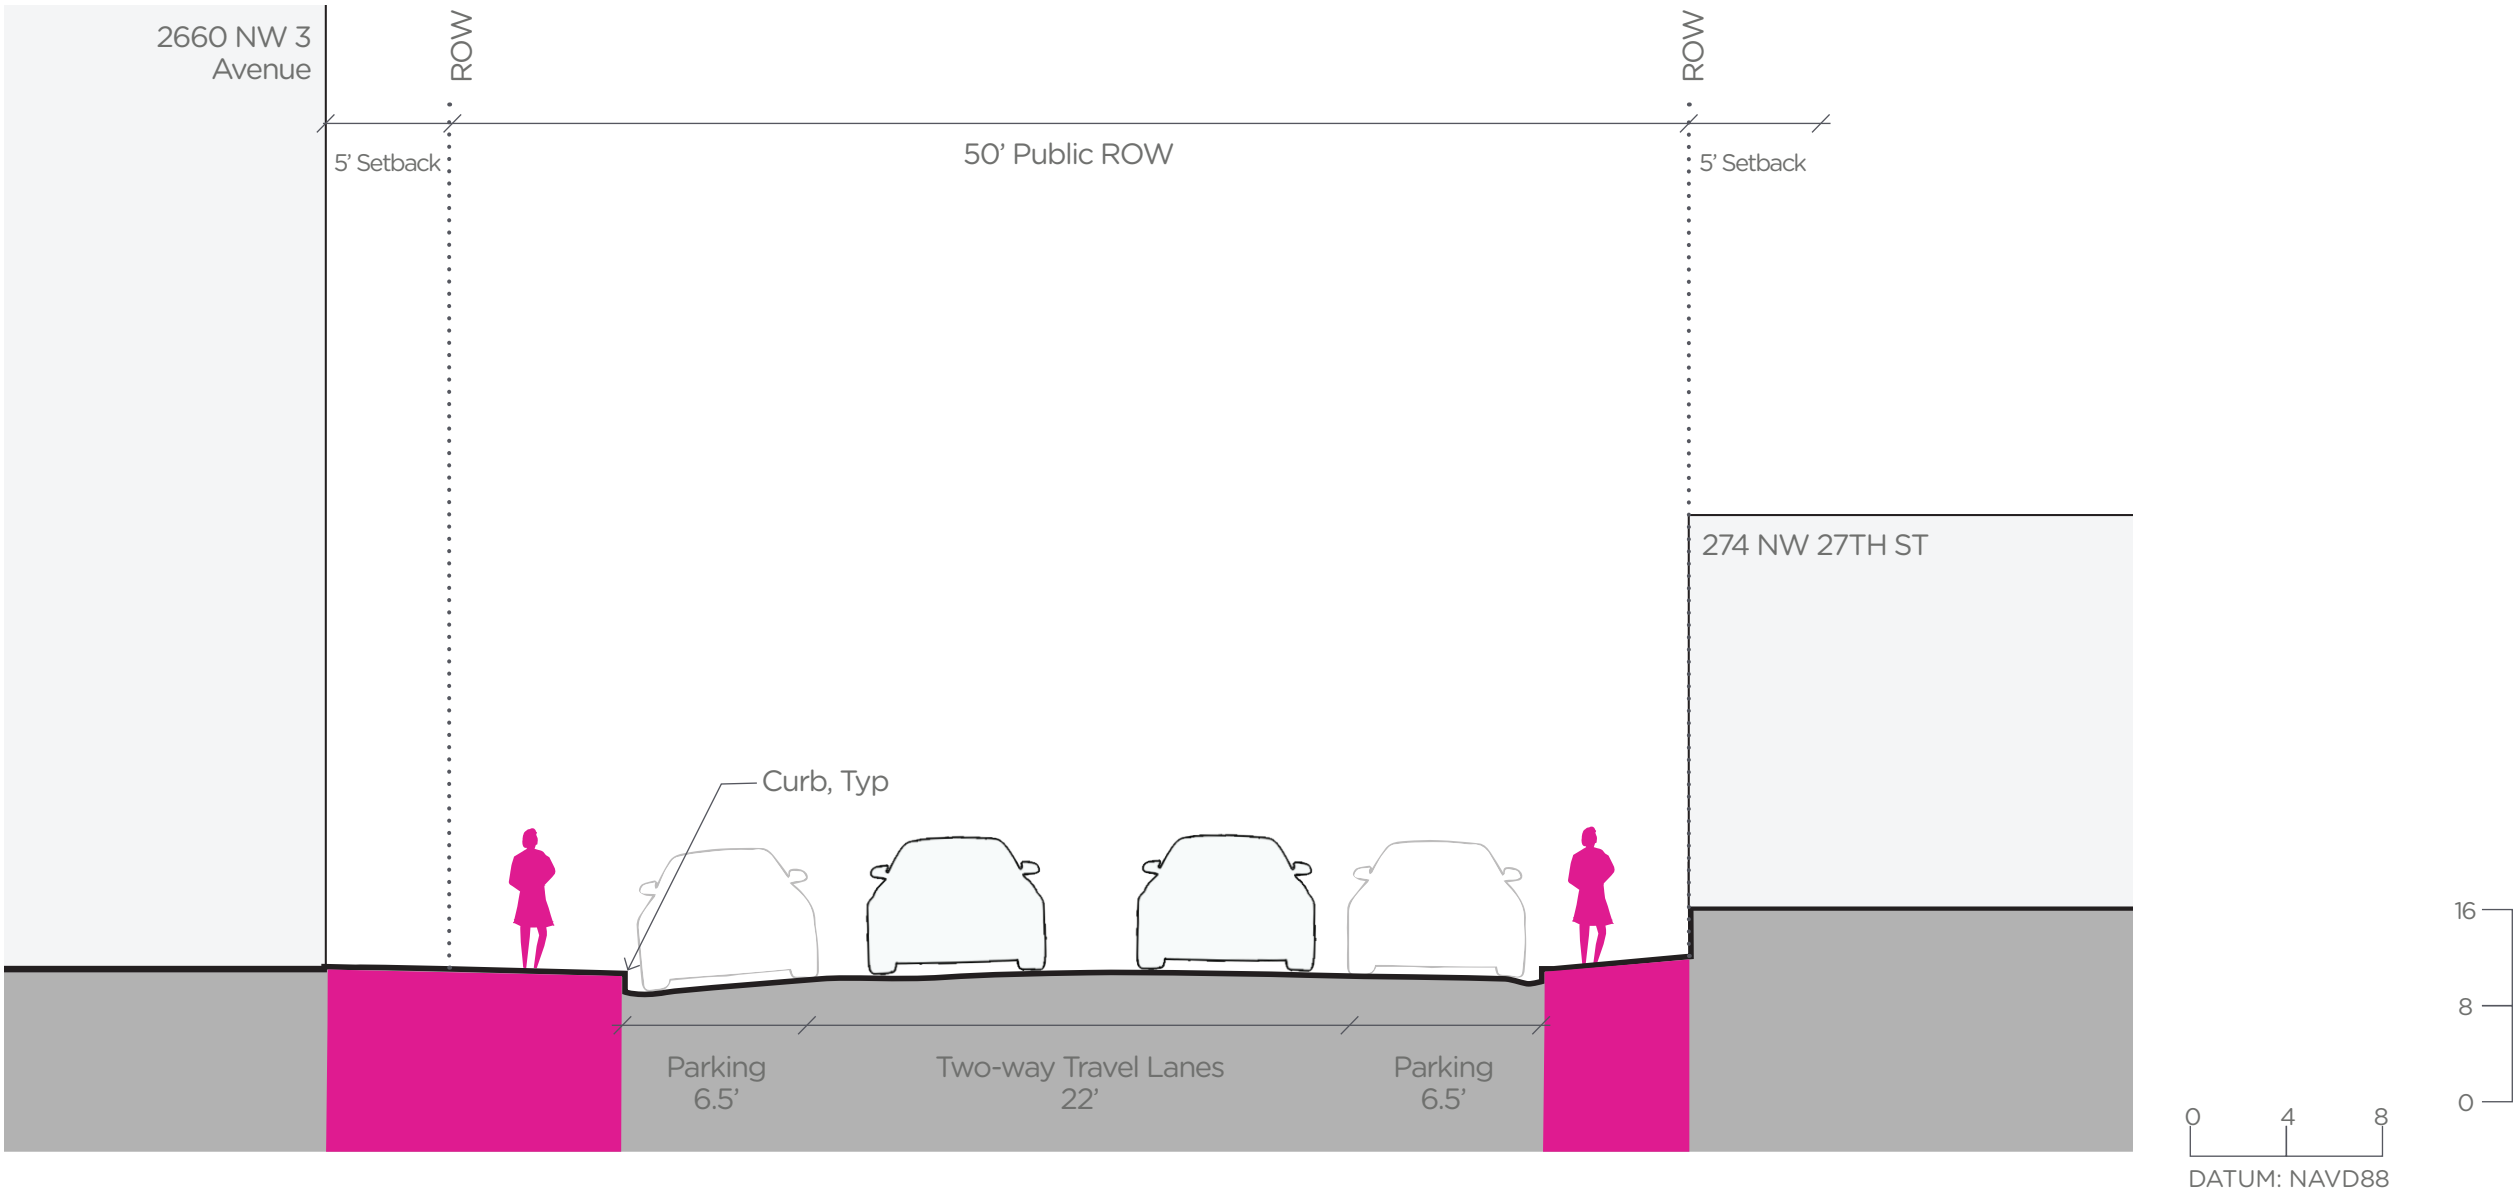 2660 NW 3
Avenue
ROW
ROW
5’ Setback
50’ Public ROW
5’ Setback
274 NW 27TH ST
Curb, Typ
Parking
6.5’
Two-way Travel Lanes
22’
Parking
6.5’
16
8
0
0 4 8
DATUM: NAVD88